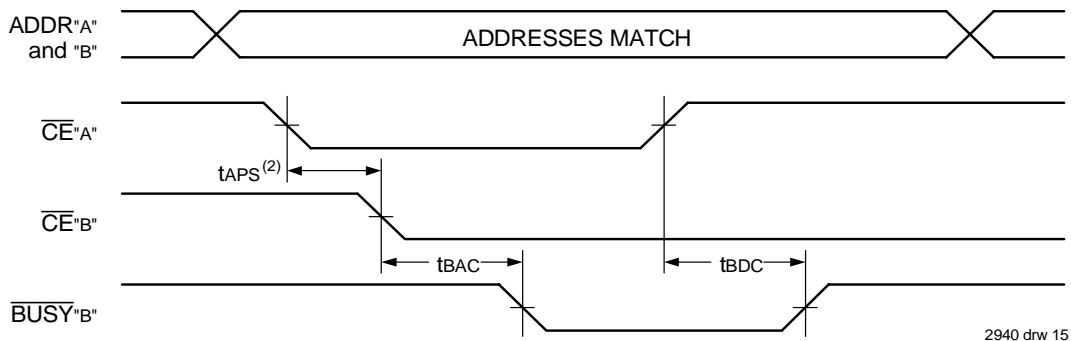 ADDR"A"
and "B"
ADDRESSES MATCH
CE"A"
tAPS(2)
CE"B"
tBAC
tBDC
BUSY"B"
2940 drw 15